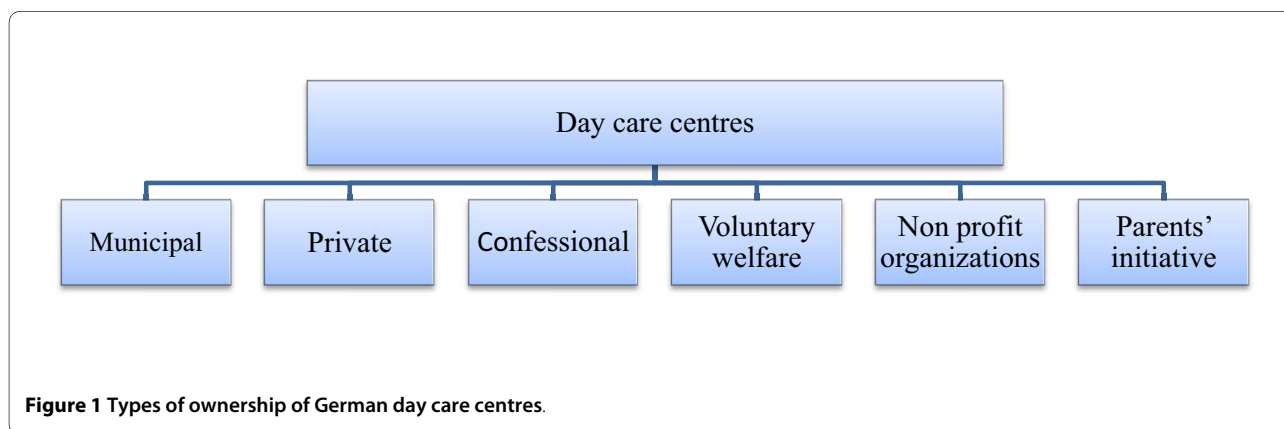 Day care centres
Municipal
Private
Confessional
Voluntary
welfare
Non profit
organizations
Parents’
initiative
Figure 1 Types of ownership of German day care centres.